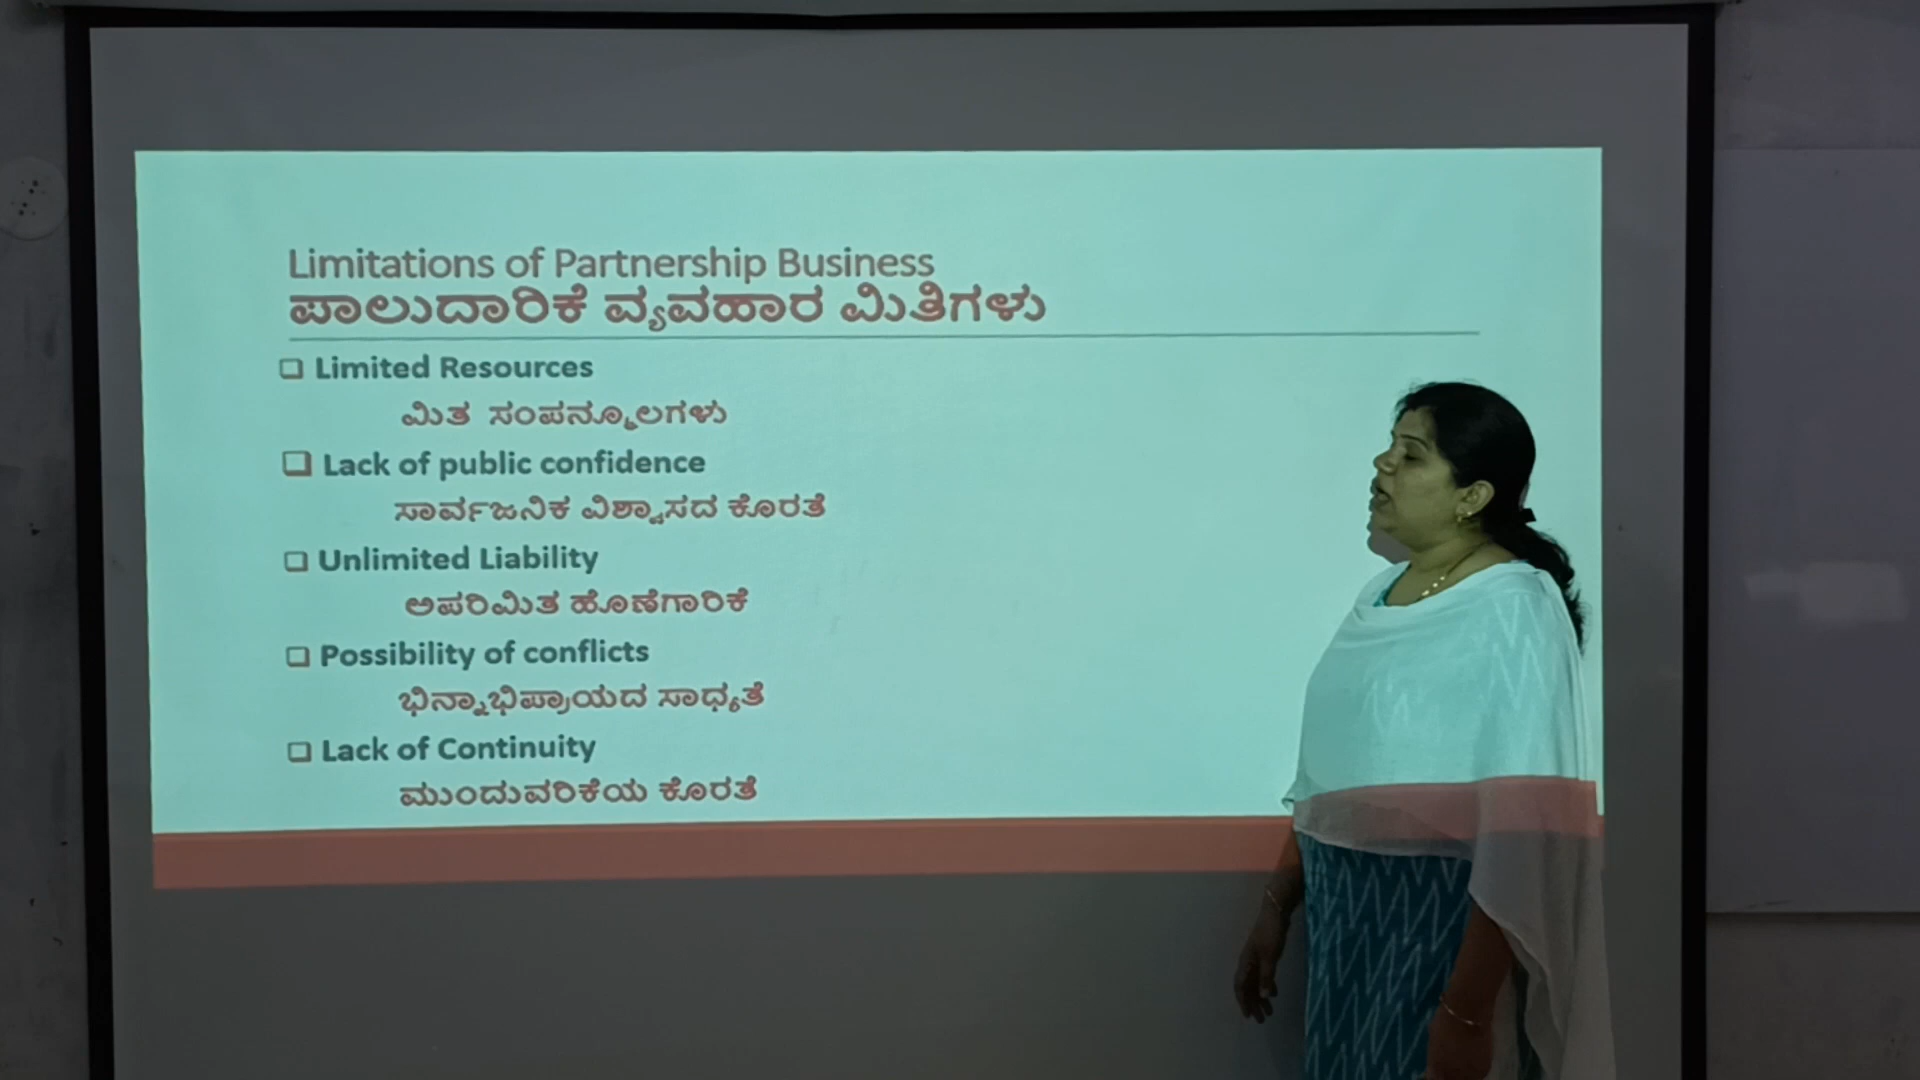 Limitations of Partnership Business
ಪಾಲುದಾರಿಕೆ ವ್ಯವಹಾರ ಮಿತಿಗಳು
Limited Resources
ಮಿತ ಸಂಪನ್ಮೂಲಗಳು
Lack of public confidence
ಸಾರ್ವಜನಿಕ ವಿಶ್ವಾಸದ ಕೊರತೆ
Unlimited Liability
ಅಪರಿಮಿತ ಹೊಣೆಗಾರಿಕೆ
Possibility of conflicts
ಭಿನ್ನಾಭಿಪ್ರಾಯದ ಸಾಧ್ಯತೆ
Lack of Continuity
ಮುಂದುವರಿಕೆಯ ಕೊರತೆ